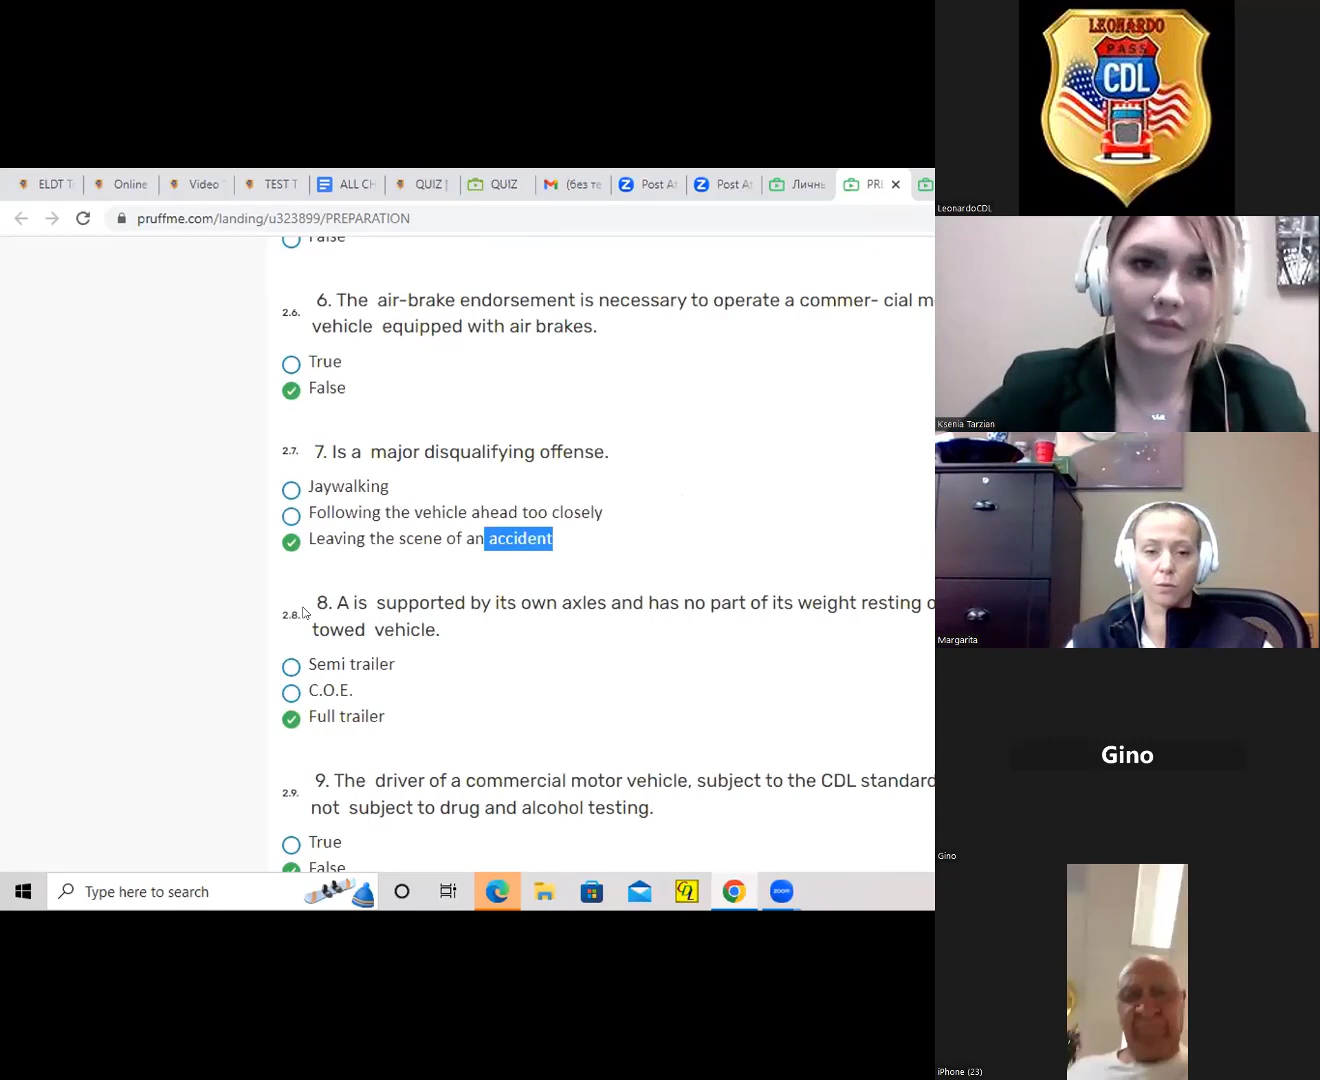 LEONARDO
PASS
CDL
LeonardoCDL
ELDT T
Online
Video
TEST T
ALL CH
QUIZ |
QUIZ
(без те
Post At
Post At
Личнь
PRI
pruffme.com/landing/u323899/PREPARATION
False
2.6.
6. The air-brake endorsement is necessary to operate a commer- cial m
vehicle equipped with air brakes.
True
False
2.7.
7. Is a major disqualifying offense.
Jaywalking
Following the vehicle ahead too closely
Leaving the scene of an accident
2.8.
8. A is supported by its own axles and has no part of its weight resting o
towed vehicle.
Semi trailer
C.O.E.
Full trailer
2.9.
9. The driver of a commercial motor vehicle, subject to the CDL standard
not subject to drug and alcohol testing.
True
False
Type here to search
zoom
Ksenia Tarzian
Margarita
Gino
Gino
iPhone (23)